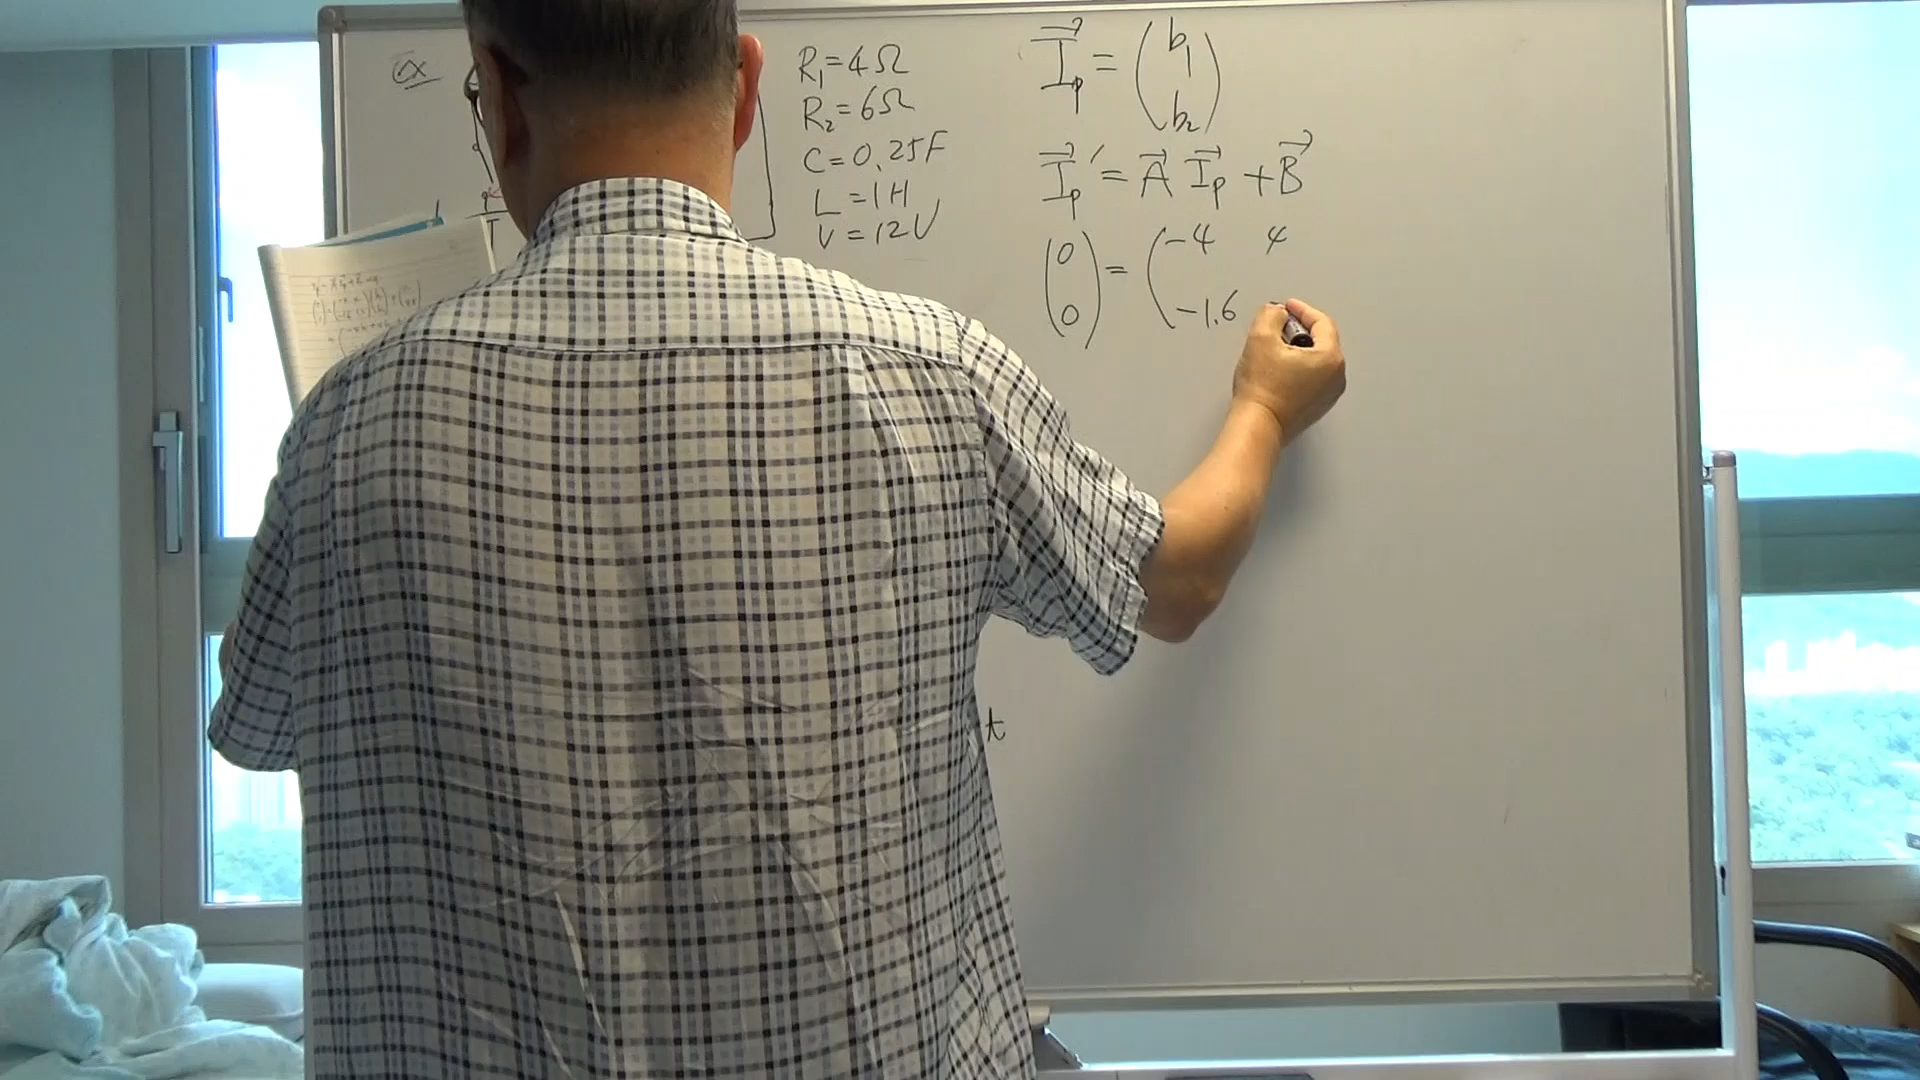 ex
R₁=4Ω
R₂=6Ω
C=0.25F
L=1H
V=12V
I⃗p = (b₁
b₂)
I⃗p′ = A⃗ I⃗p + B⃗
(0
0) = (-4 4
-1.6
t